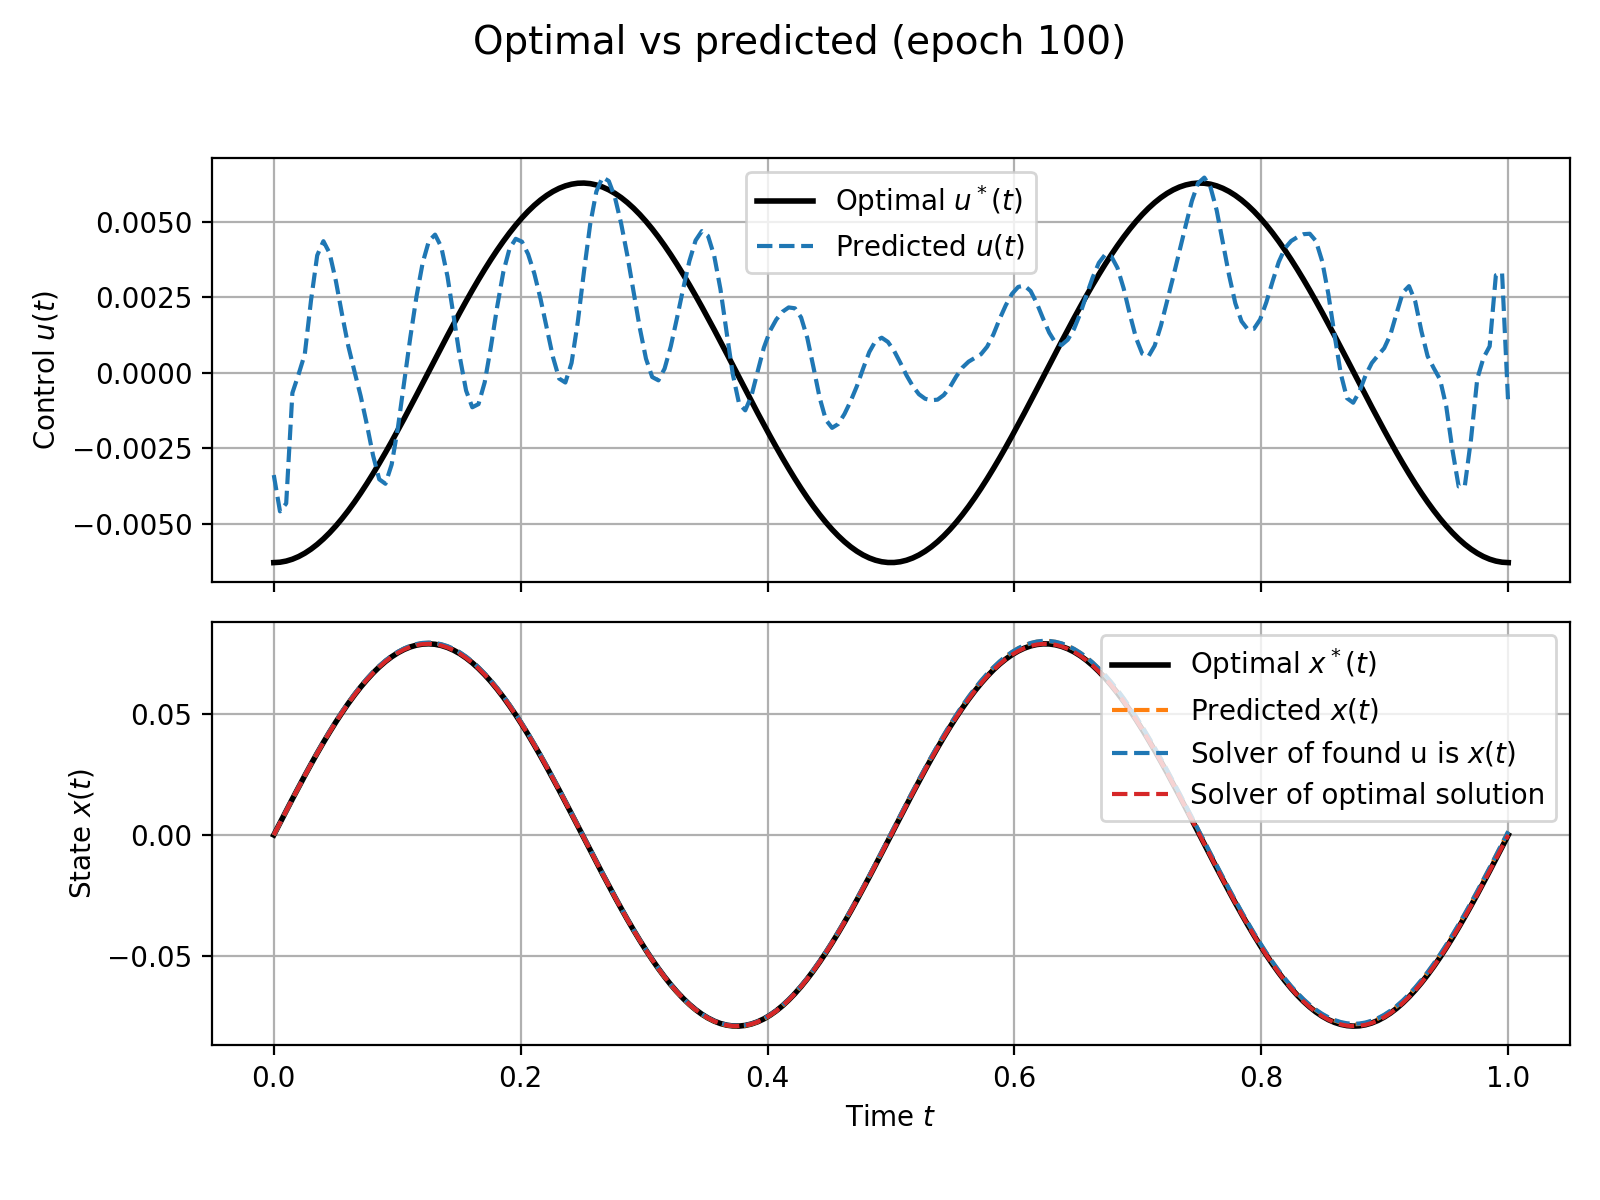 Optimal vs predicted (epoch 100)
Control u(t)
0.0050
0.0025
0.0000
−0.0025
−0.0050
Optimal u*(t)
Predicted u(t)
State x(t)
0.05
0.00
−0.05
Optimal x*(t)
Predicted x(t)
Solver of found u is x(t)
Solver of optimal solution
0.0 0.2 0.4 0.6 0.8 1.0
Time t